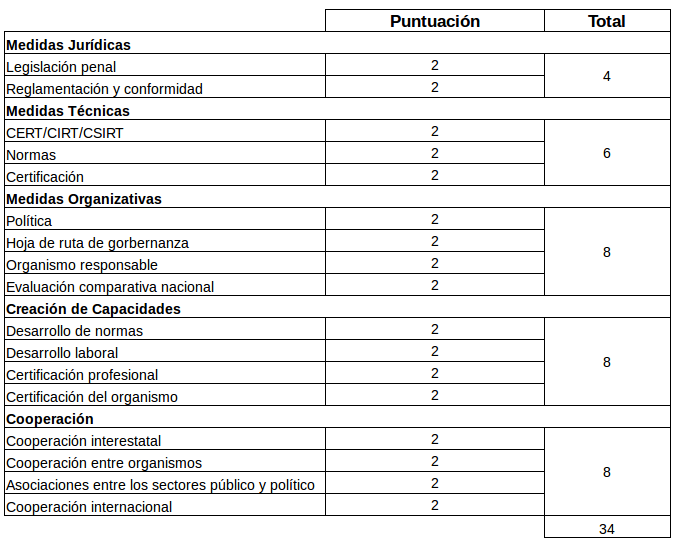 Puntuación Total
Medidas Jurídicas
Legislación penal 2
4
Reglamentación y conformidad 2
Medidas Técnicas
CERT/CIRT/CSIRT 2
Normas 2 6
Certificación 2
Medidas Organizativas
Política 2
Hoja de ruta de gorbernanza 2
8
Organismo responsable 2
Evaluación comparativa nacional 2
Creación de Capacidades
Desarrollo de normas 2
Desarrollo laboral 2
8
Certificación profesional 2
Certificación del organismo 2
Cooperación
Cooperación interestatal 2
Cooperación entre organismos 2
8
Asociaciones entre los sectores público y político 2
Cooperación internacional 2
34